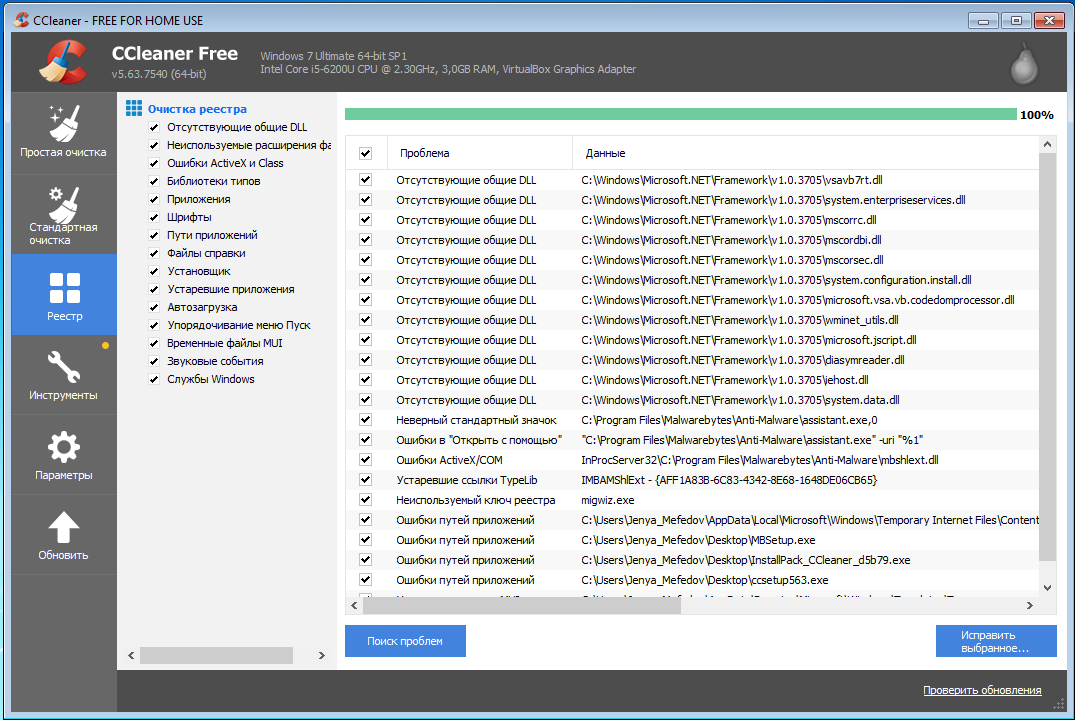 CCleaner - FREE FOR HOME USE
CCleaner Free
v5.63.7540 (64-bit)
Windows 7 Ultimate 64-bit SP1
Intel Core i5-6200U CPU @ 2.30GHz, 3,0GB RAM, VirtualBox Graphics Adapter
Простая очистка
Стандартная
очистка
Реестр
Инструменты
Параметры
Обновить
Очистка реестра
Отсутствующие общие DLL
Неиспользуемые расширения фа
Ошибки ActiveX и Class
Библиотеки типов
Приложения
Шрифты
Пути приложений
Файлы справки
Установщик
Устаревшие приложения
Автозагрузка
Упорядочивание меню Пуск
Временные файлы MUI
Звуковые события
Службы Windows
100%
Проблема Данные
Отсутствующие общие DLL C:\Windows\Microsoft.NET\Framework\v1.0.3705\vsavb7rt.dll
Отсутствующие общие DLL C:\Windows\Microsoft.NET\Framework\v1.0.3705\system.enterpriseservices.dll
Отсутствующие общие DLL C:\Windows\Microsoft.NET\Framework\v1.0.3705\mscorrc.dll
Отсутствующие общие DLL C:\Windows\Microsoft.NET\Framework\v1.0.3705\mscordbi.dll
Отсутствующие общие DLL C:\Windows\Microsoft.NET\Framework\v1.0.3705\mscorsec.dll
Отсутствующие общие DLL C:\Windows\Microsoft.NET\Framework\v1.0.3705\system.configuration.install.dll
Отсутствующие общие DLL C:\Windows\Microsoft.NET\Framework\v1.0.3705\microsoft.vsa.vb.codedomprocessor.dll
Отсутствующие общие DLL C:\Windows\Microsoft.NET\Framework\v1.0.3705\wminet_utils.dll
Отсутствующие общие DLL C:\Windows\Microsoft.NET\Framework\v1.0.3705\microsoft.jscript.dll
Отсутствующие общие DLL C:\Windows\Microsoft.NET\Framework\v1.0.3705\diasymreader.dll
Отсутствующие общие DLL C:\Windows\Microsoft.NET\Framework\v1.0.3705\iehost.dll
Отсутствующие общие DLL C:\Windows\Microsoft.NET\Framework\v1.0.3705\system.data.dll
Неверный стандартный значок C:\Program Files\Malwarebytes\Anti-Malware\assistant.exe,0
Ошибки в "Открыть с помощью" "C:\Program Files\Malwarebytes\Anti-Malware\assistant.exe" -uri "%1"
Ошибки ActiveX/COM InProcServer32\C:\Program Files\Malwarebytes\Anti-Malware\mbshlext.dll
Устаревшие ссылки TypeLib IMBAMShlExt - {AFF1A83B-6C83-4342-8E68-1648DE06CB65}
Неиспользуемый ключ реестра migwiz.exe
Ошибки путей приложений C:\Users\Jenya_Mefedov\AppData\Local\Microsoft\Windows\Temporary Internet Files\Content
Ошибки путей приложений C:\Users\Jenya_Mefedov\Desktop\MBSetup.exe
Ошибки путей приложений C:\Users\Jenya_Mefedov\Desktop\InstallPack_CCleaner_d5b79.exe
Ошибки путей приложений C:\Users\Jenya_Mefedov\Desktop\ccsetup563.exe
Поиск проблем
Исправить
выбранное...
Проверить обновления